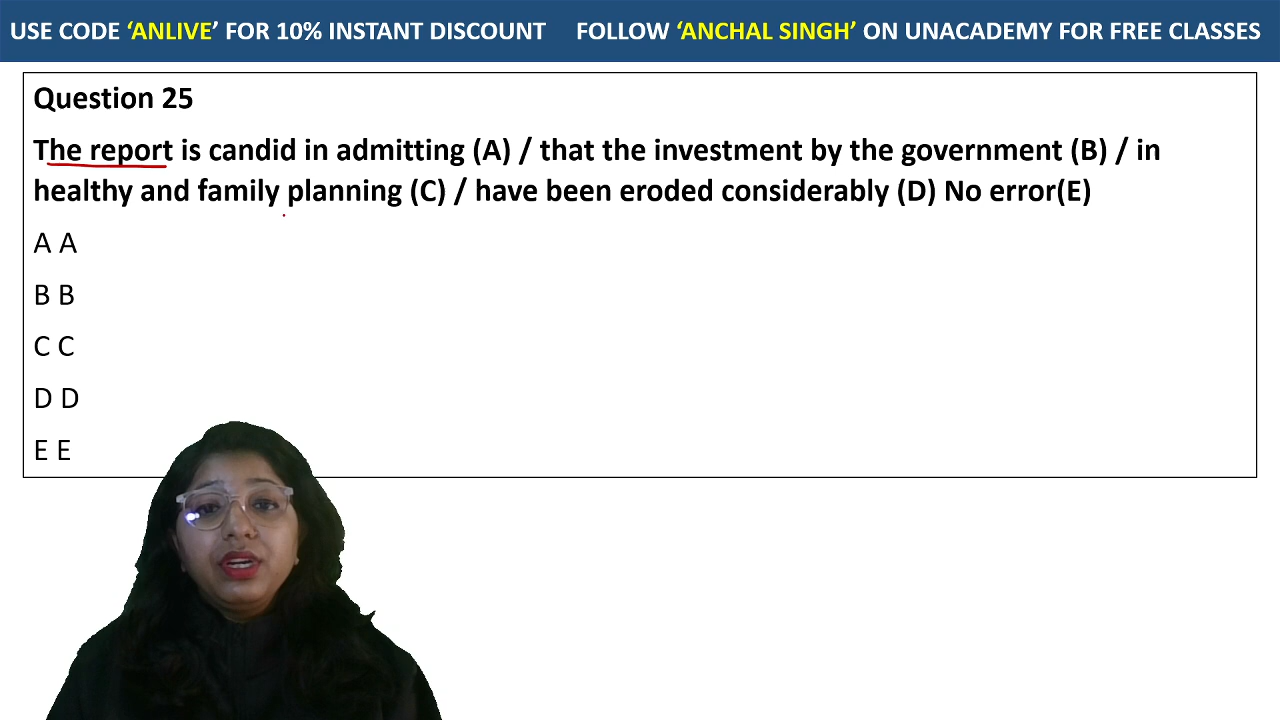 USE CODE ‘ANLIVE’ FOR 10% INSTANT DISCOUNT FOLLOW ‘ANCHAL SINGH’ ON UNACADEMY FOR FREE CLASSES
Question 25
The report is candid in admitting (A) / that the investment by the government (B) / in
healthy and family planning (C) / have been eroded considerably (D) No error(E)
A A
B B
C C
D D
E E